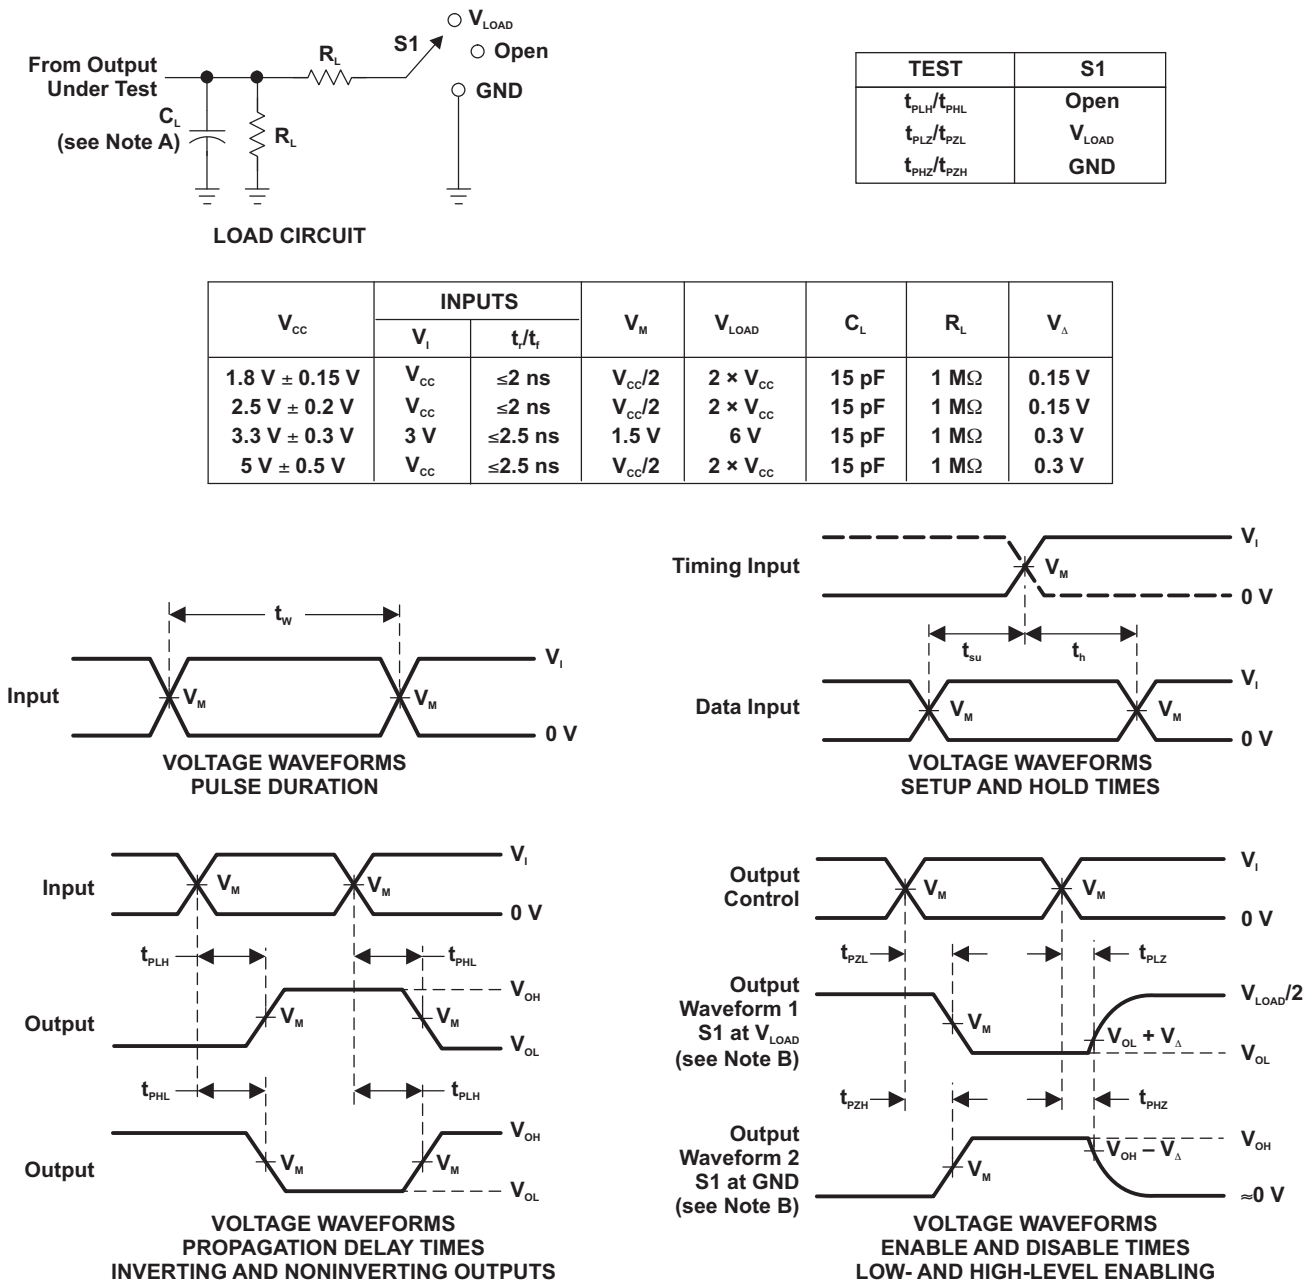 V_LOAD
S1
Open
R_L
From Output
Under Test
GND
C_L
(see Note A)
R_L
LOAD CIRCUIT
TEST S1
t_PLH/t_PHL Open
t_PLZ/t_PZL V_LOAD
t_PHZ/t_PZH GND
V_CC INPUTS V_M V_LOAD C_L R_L V_Δ
V_I t_r/t_f
1.8 V ± 0.15 V V_CC ≤2 ns V_CC/2 2 × V_CC 15 pF 1 MΩ 0.15 V
2.5 V ± 0.2 V V_CC ≤2 ns V_CC/2 2 × V_CC 15 pF 1 MΩ 0.15 V
3.3 V ± 0.3 V 3 V ≤2.5 ns 1.5 V 6 V 15 pF 1 MΩ 0.3 V
5 V ± 0.5 V V_CC ≤2.5 ns V_CC/2 2 × V_CC 15 pF 1 MΩ 0.3 V
t_W
Input
V_M
V_M
V_I
0 V
VOLTAGE WAVEFORMS
PULSE DURATION
Timing Input
V_M
V_I
0 V
t_su
t_h
Data Input
V_M
V_M
V_I
0 V
VOLTAGE WAVEFORMS
SETUP AND HOLD TIMES
Input
V_M
V_M
V_I
0 V
t_PLH
t_PHL
Output
V_M
V_M
V_OH
V_OL
t_PHL
t_PLH
Output
V_M
V_M
V_OH
V_OL
VOLTAGE WAVEFORMS
PROPAGATION DELAY TIMES
INVERTING AND NONINVERTING OUTPUTS
Output
Control
V_M
V_M
V_I
0 V
t_PZL
t_PLZ
Output
Waveform 1
S1 at V_LOAD
(see Note B)
V_M
V_OL + V_Δ
V_LOAD/2
V_OL
t_PZH
t_PHZ
Output
Waveform 2
S1 at GND
(see Note B)
V_M
V_OH − V_Δ
V_OH
≈0 V
VOLTAGE WAVEFORMS
ENABLE AND DISABLE TIMES
LOW- AND HIGH-LEVEL ENABLING